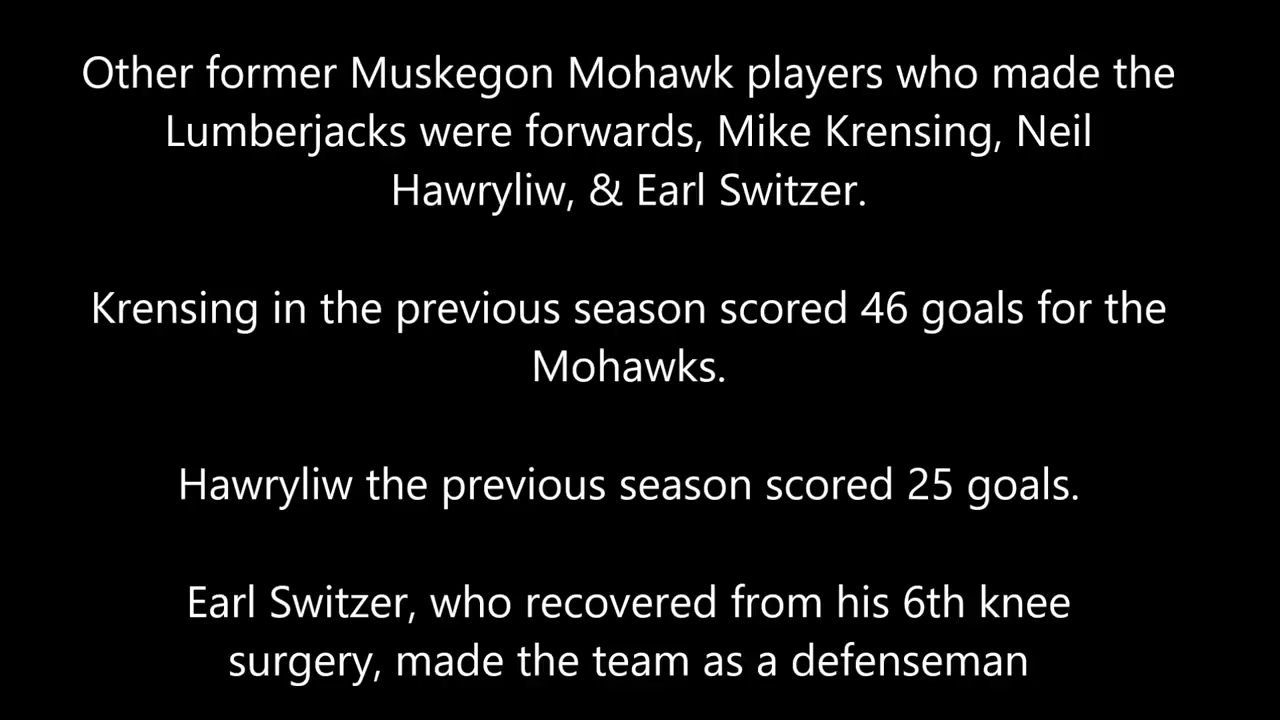 Other former Muskegon Mohawk players who made the
Lumberjacks were forwards, Mike Krensing, Neil
Hawryliw, & Earl Switzer.
Krensing in the previous season scored 46 goals for the
Mohawks.
Hawryliw the previous season scored 25 goals.
Earl Switzer, who recovered from his 6th knee
surgery, made the team as a defenseman